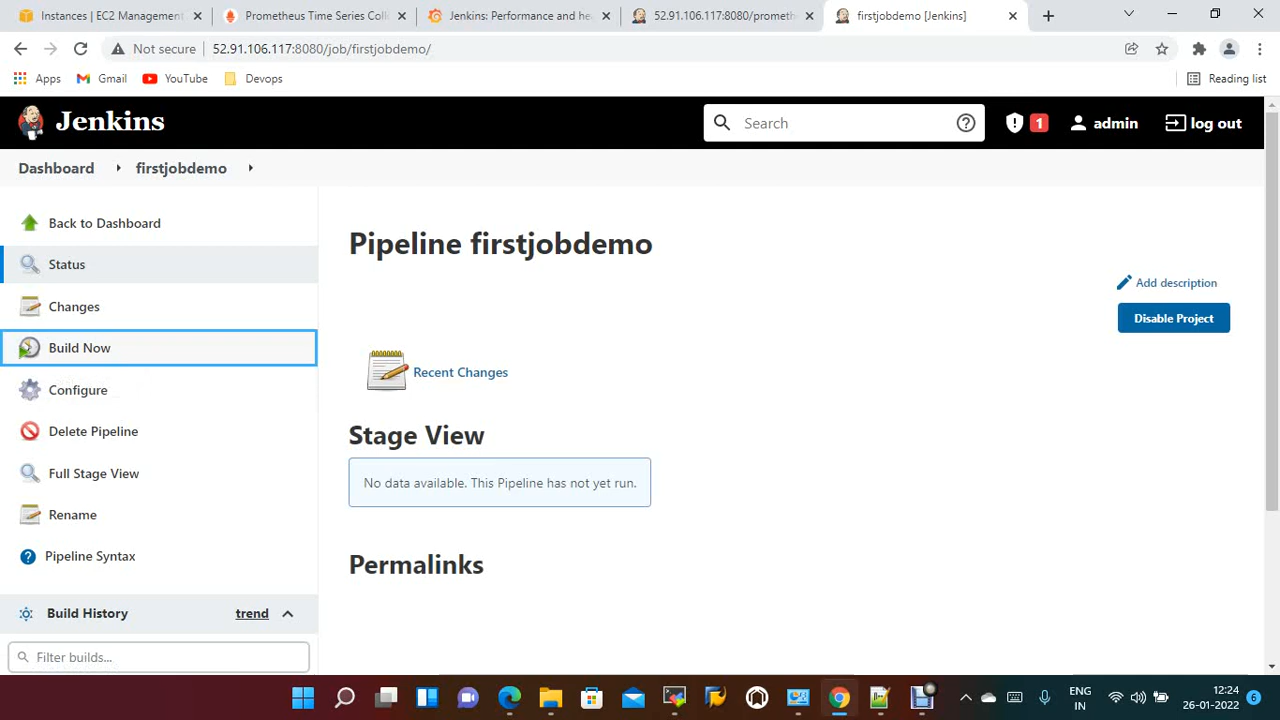 Instances | EC2 Management
Prometheus Time Series Coll
Jenkins: Performance and he
52.91.106.117:8080/prometh
firstjobdemo [Jenkins]
Not secure
52.91.106.117:8080/job/firstjobdemo/
Apps
Gmail
YouTube
Devops
Reading list
Jenkins
Search
1
admin
log out
Dashboard
firstjobdemo
Back to Dashboard
Status
Changes
Build Now
Configure
Delete Pipeline
Full Stage View
Rename
Pipeline Syntax
Build History
trend
Filter builds...
Pipeline firstjobdemo
Add description
Disable Project
Recent Changes
Stage View
No data available. This Pipeline has not yet run.
Permalinks
ENG
IN
12:24
26-01-2022
6